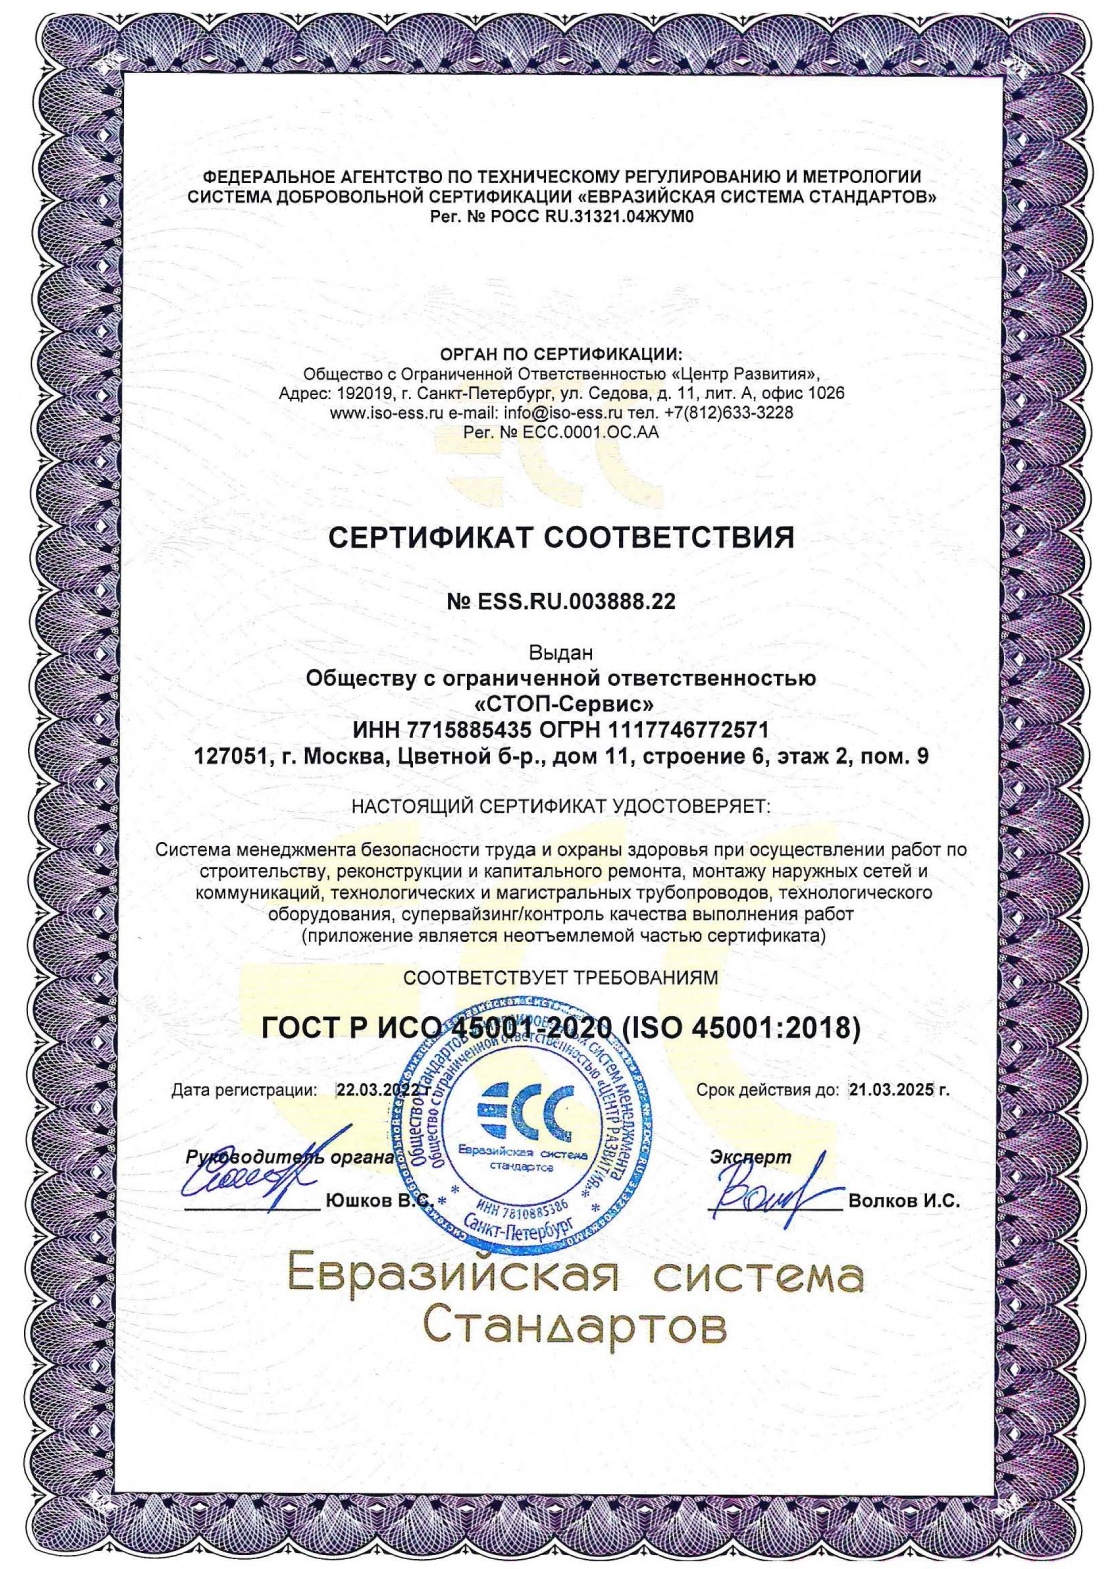 ФЕДЕРАЛЬНОЕ АГЕНТСТВО ПО ТЕХНИЧЕСКОМУ РЕГУЛИРОВАНИЮ И МЕТРОЛОГИИ
СИСТЕМА ДОБРОВОЛЬНОЙ СЕРТИФИКАЦИИ «ЕВРАЗИЙСКАЯ СИСТЕМА СТАНДАРТОВ»
Рег. № РОСС RU.31321.04ЖУМ0
ОРГАН ПО СЕРТИФИКАЦИИ:
Общество с Ограниченной Ответственностью «Центр Развития»,
Адрес: 192019, г. Санкт-Петербург, ул. Седова, д. 11, лит. А, офис 1026
www.iso-ess.ru e-mail: info@iso-ess.ru тел. +7(812)633-3228
Рег. № ЕСС.0001.ОС.АА
СЕРТИФИКАТ СООТВЕТСТВИЯ
№ ESS.RU.003888.22
Выдан
Обществу с ограниченной ответственностью
«СТОП-Сервис»
ИНН 7715885435 ОГРН 1117746772571
127051, г. Москва, Цветной б-р., дом 11, строение 6, этаж 2, пом. 9
НАСТОЯЩИЙ СЕРТИФИКАТ УДОСТОВЕРЯЕТ:
Система менеджмента безопасности труда и охраны здоровья при осуществлении работ по
строительству, реконструкции и капитального ремонта, монтажу наружных сетей и
коммуникаций, технологических и магистральных трубопроводов, технологического
оборудования, супервайзинг/контроль качества выполнения работ
(приложение является неотъемлемой частью сертификата)
СООТВЕТСТВУЕТ ТРЕБОВАНИЯМ
ГОСТ Р ИСО 45001-2020 (ISO 45001:2018)
Дата регистрации: 22.03.2022 г.
Срок действия до: 21.03.2025 г.
Руководитель органа
Юшков В.С.
Эксперт
Волков И.С.
ЕСС
Евразийская система
стандартов
Общество с ограниченной ответственностью «ЦЕНТР РАЗВИТИЯ»
ИНН 7810885386
Санкт-Петербург
Евразийская система
Стандартов